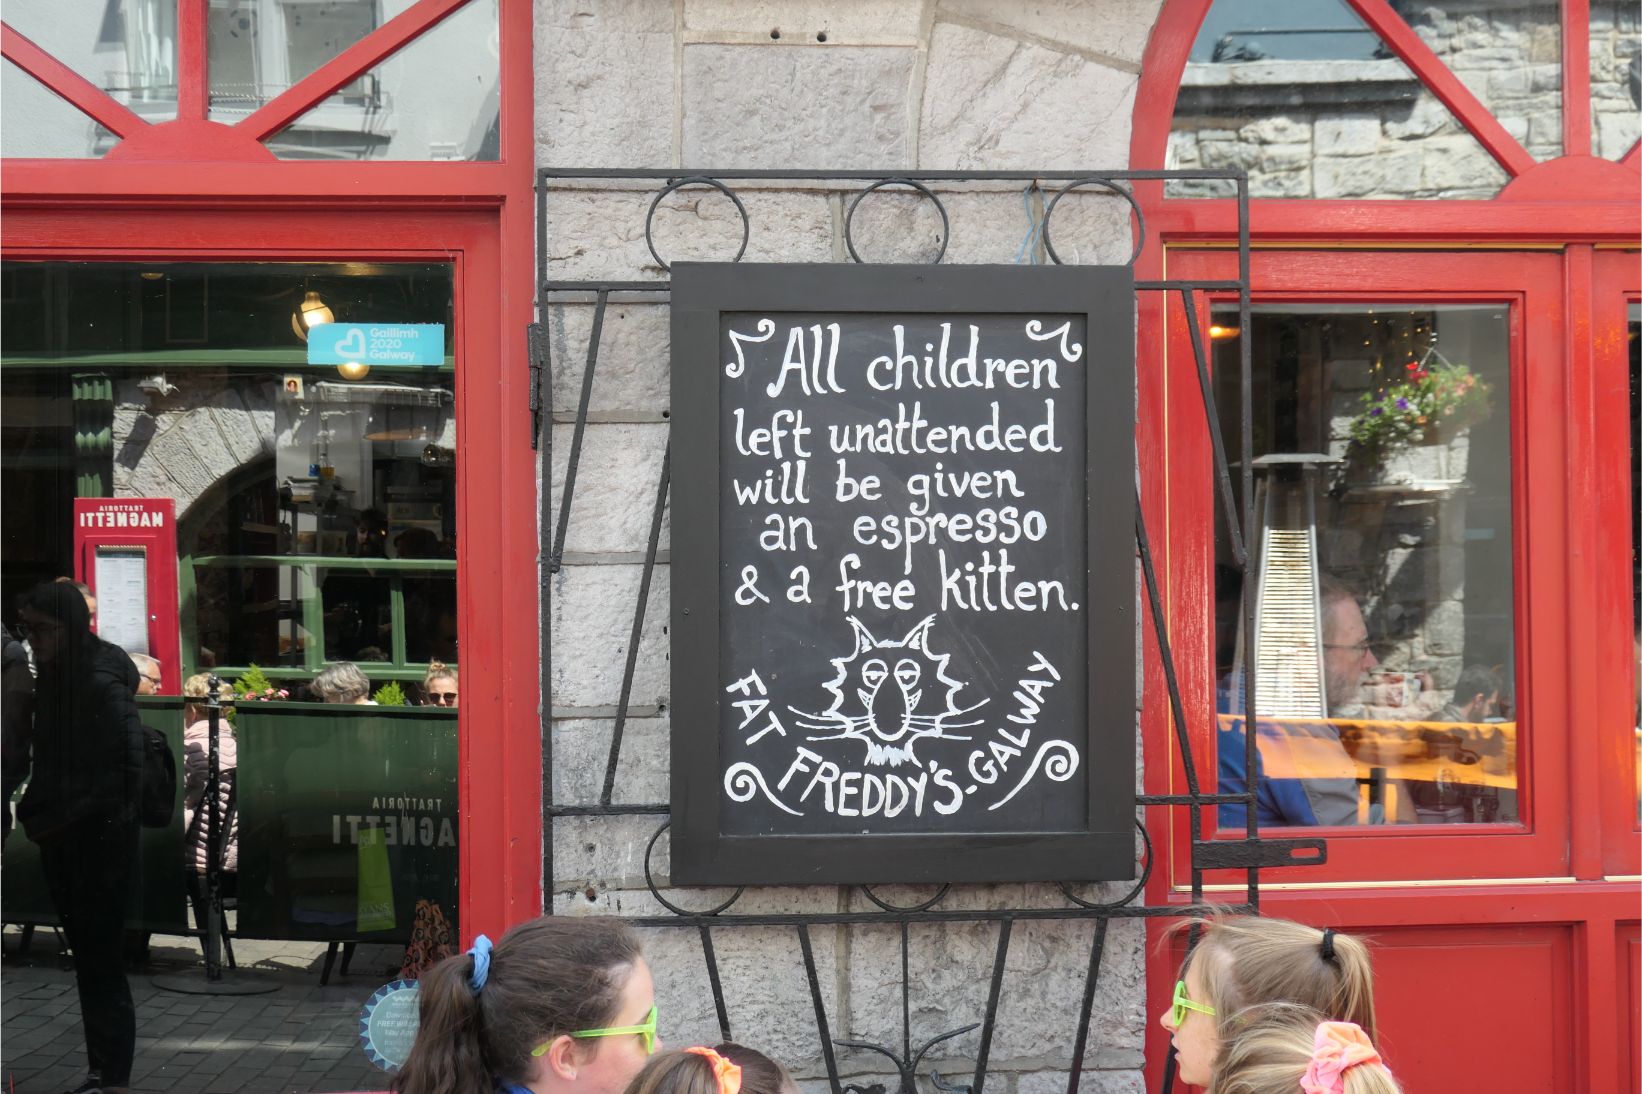 All children
left unattended
will be given
an espresso
& a free kitten.
FAT FREDDY'S-GALWAY
Gaillimh
2020
Galway
TRATTORIA
MAGNETTI
TRATTORIA
AGNETTI